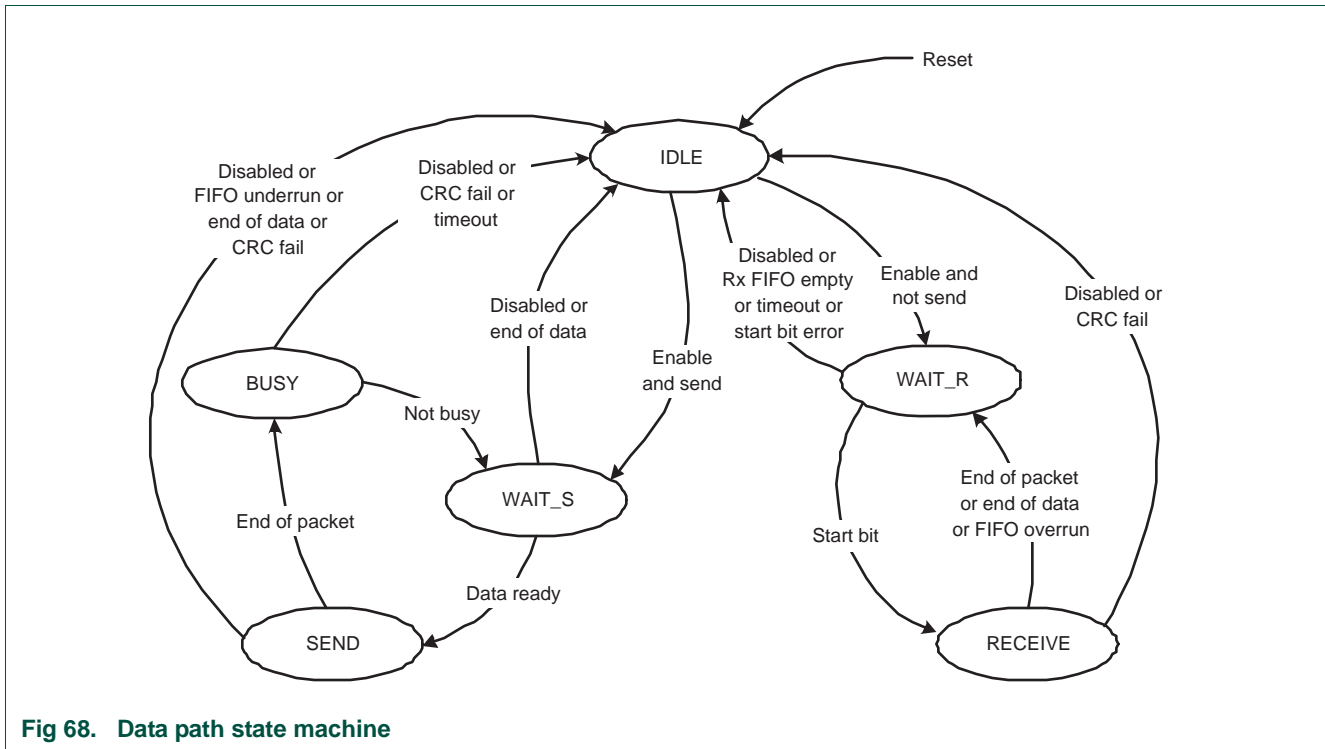 Reset
IDLE
Disabled or
FIFO underrun or
end of data or
CRC fail
Disabled or
CRC fail or
timeout
Disabled or
end of data
Enable
and send
Disabled or
Rx FIFO empty
or timeout or
start bit error
Enable and
not send
Disabled or
CRC fail
BUSY
Not busy
WAIT_R
WAIT_S
End of packet
Data ready
Start bit
End of packet
or end of data
or FIFO overrun
SEND
RECEIVE
Fig 68. Data path state machine